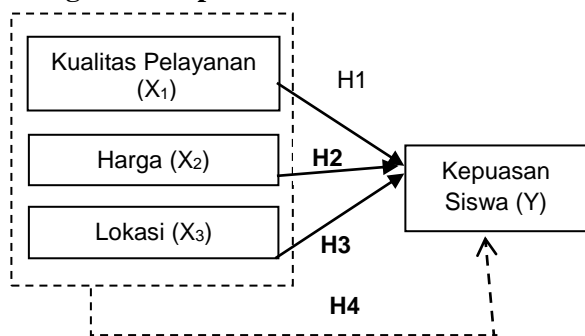 Kualitas Pelayanan
(X₁)
H1
Harga (X₂)
H2
Kepuasan
Siswa (Y)
Lokasi (X₃)
H3
H4